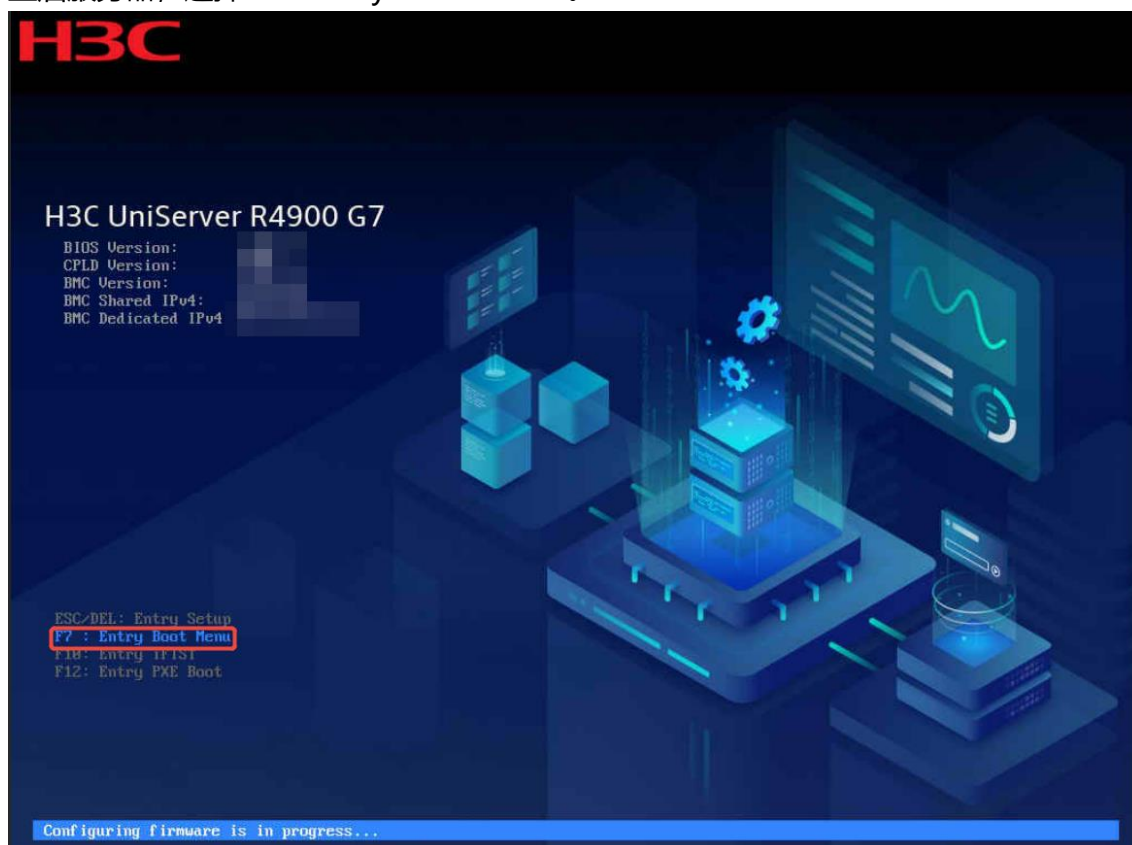 H3C
H3C UniServer R4900 G7
BIOS Version:
CPLD Version:
BMC Version:
BMC Shared IPv4:
BMC Dedicated IPv4
ESC/DEL: Entry Setup
F7 : Entry Boot Menu
F10: Entry iFIST
F12: Entry PXE Boot
Configuring firmware is in progress...